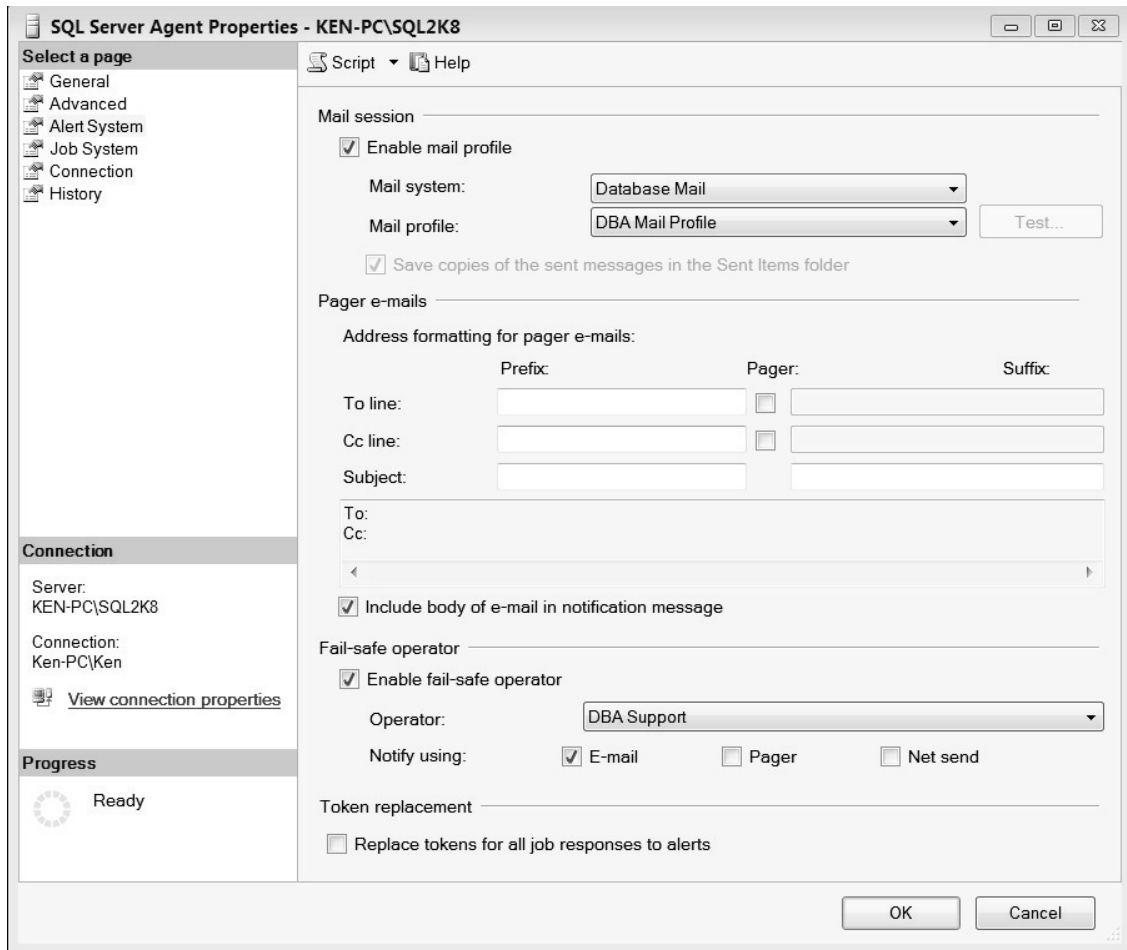 SQL Server Agent Properties - KEN-PC\SQL2K8
Select a page
General
Advanced
Alert System
Job System
Connection
History
Script
Help
Mail session
Enable mail profile
Mail system:
Database Mail
Mail profile:
DBA Mail Profile
Test...
Save copies of the sent messages in the Sent Items folder
Pager e-mails
Address formatting for pager e-mails:
Prefix:
Pager:
Suffix:
To line:
Cc line:
Subject:
To:
Cc:
Include body of e-mail in notification message
Fail-safe operator
Enable fail-safe operator
Operator:
DBA Support
Notify using:
E-mail
Pager
Net send
Token replacement
Replace tokens for all job responses to alerts
Connection
Server:
KEN-PC\SQL2K8
Connection:
Ken-PC\Ken
View connection properties
Progress
Ready
OK
Cancel